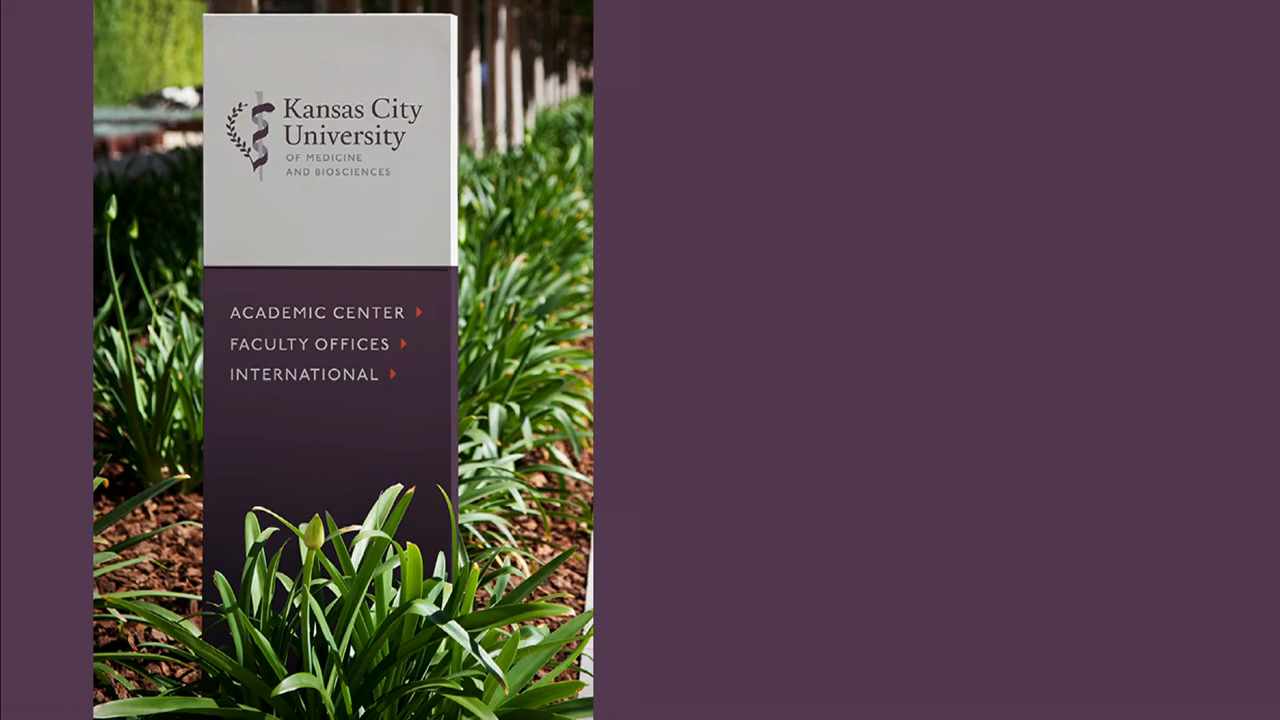 Kansas City
University
OF MEDICINE
AND BIOSCIENCES
ACADEMIC CENTER
FACULTY OFFICES
INTERNATIONAL